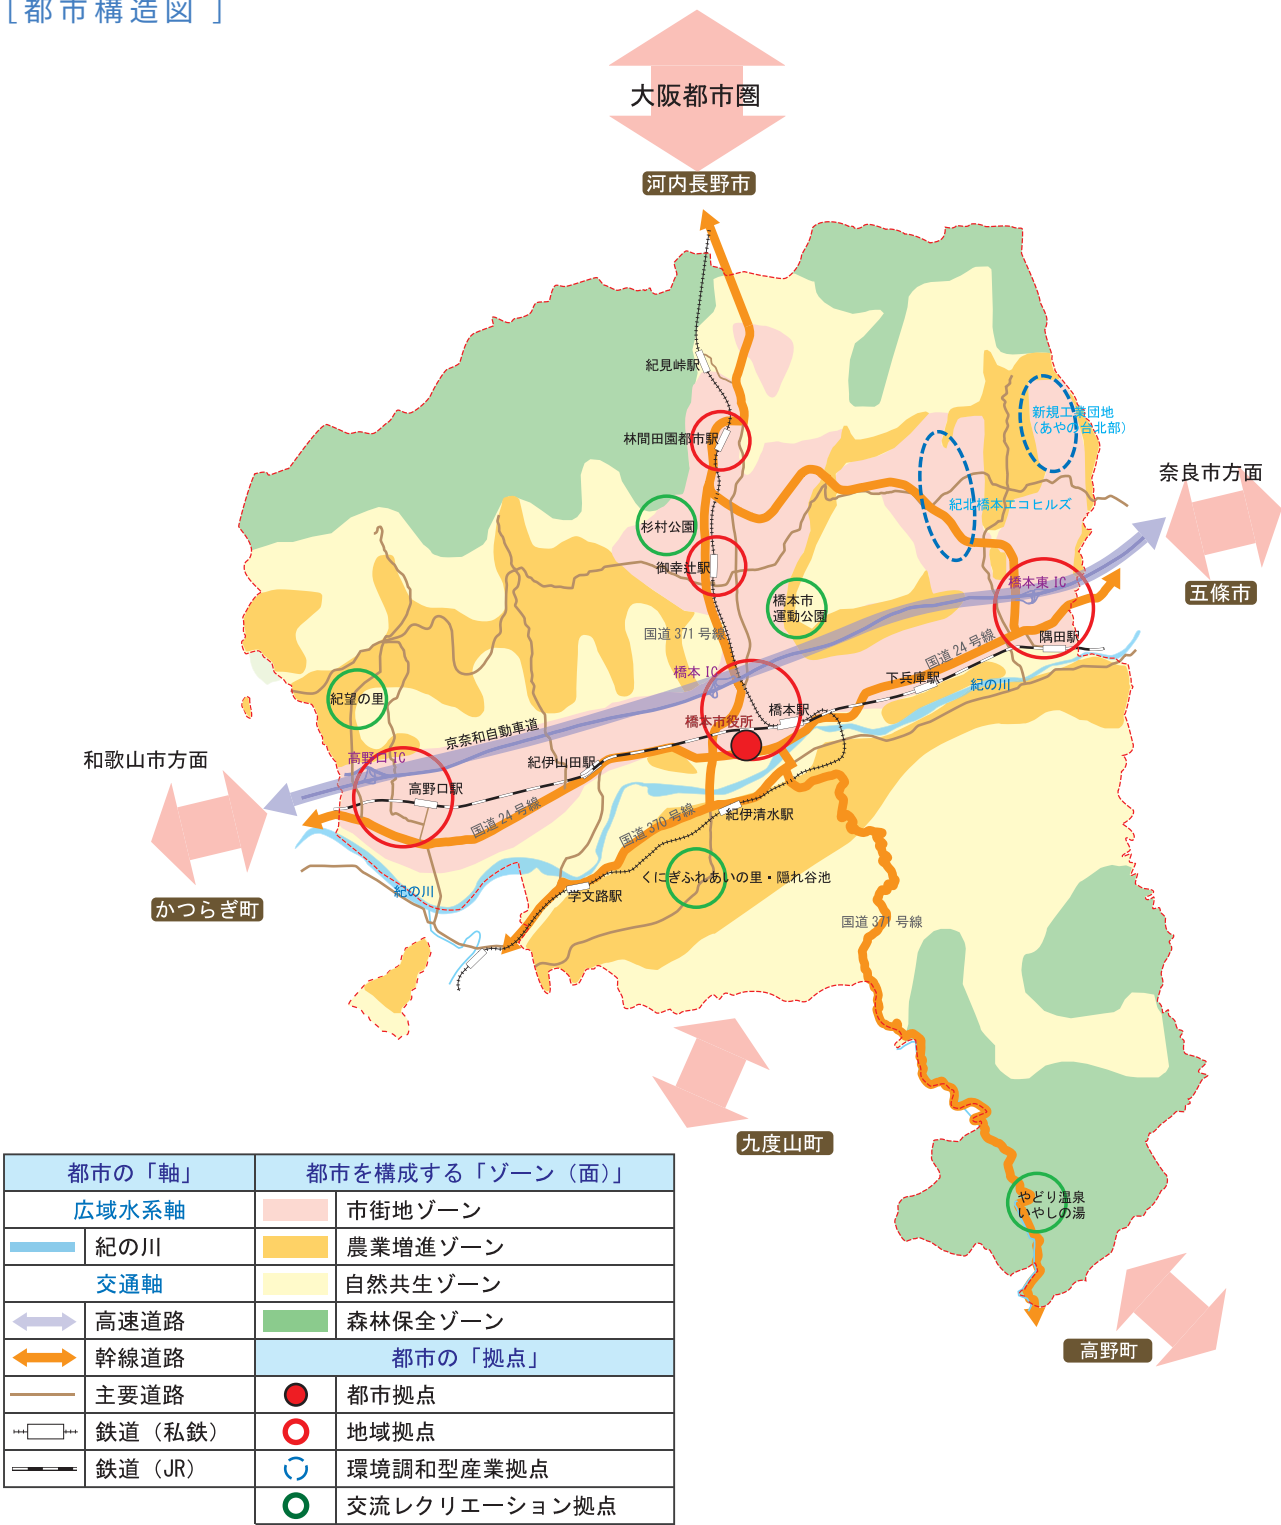 ［都市構造図 ］
大阪都市圏
河内長野市
紀見峠駅
林間田園都市駅
新規工業団地
（あやの台北部）
奈良市方面
紀北橋本エコヒルズ
杉村公園
御幸辻駅
橋本東IC
五條市
橋本市
運動公園
国道371号線
隅田駅
国道24号線
橋本IC
下兵庫駅
紀の川
紀望の里
橋本駅
橋本市役所
京奈和自動車道
和歌山市方面
高野口IC
紀伊山田駅
高野口駅
国道24号線
国道370号線
紀伊清水駅
くにぎふれあいの里・隠れ谷池
紀の川
学文路駅
かつらぎ町
国道371号線
九度山町
やどり温泉
いやしの湯
高野町
都市の「軸」
都市を構成する「ゾーン（面）」
広域水系軸
市街地ゾーン
紀の川
農業増進ゾーン
交通軸
自然共生ゾーン
高速道路
森林保全ゾーン
幹線道路
都市の「拠点」
主要道路
都市拠点
鉄道（私鉄）
地域拠点
鉄道（JR）
環境調和型産業拠点
交流レクリエーション拠点